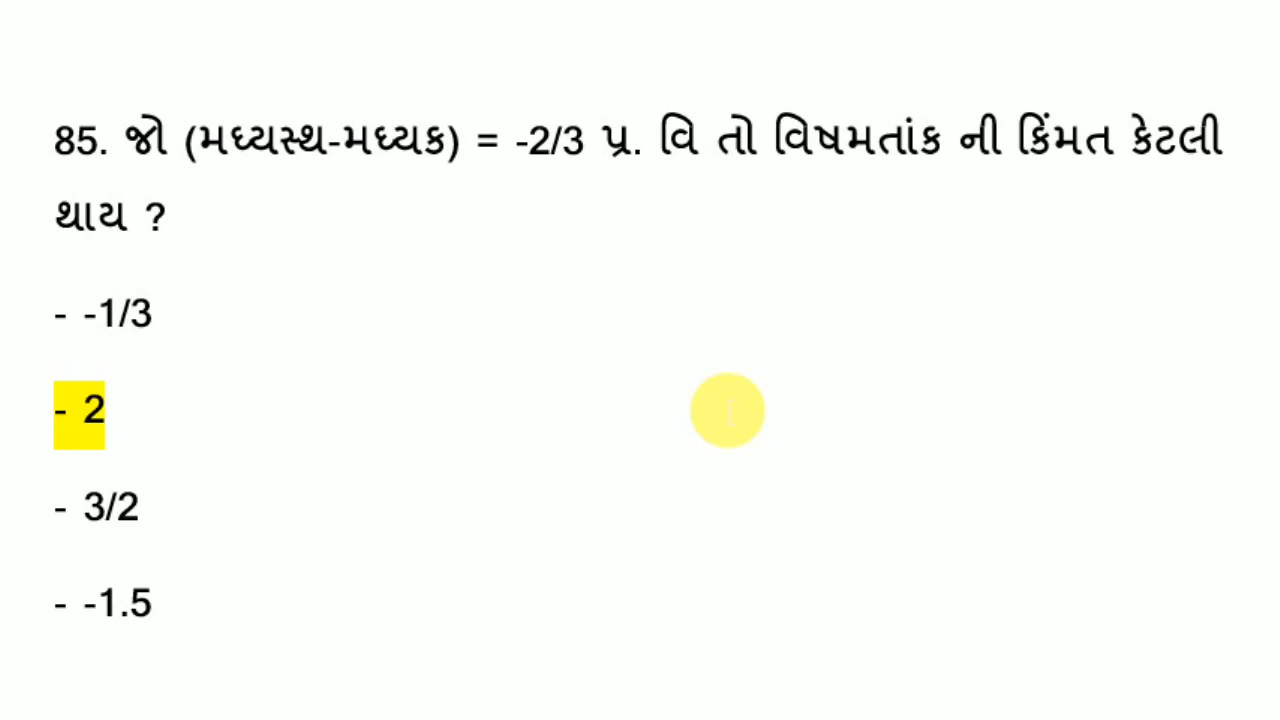 85. જો (મધ્યસ્થ-મધ્યક) = -2/3 પ્ર. વિ તો વિષમતાંક ની કિંમત કેટલી
થાય ?
- -1/3
- 2
- 3/2
- -1.5